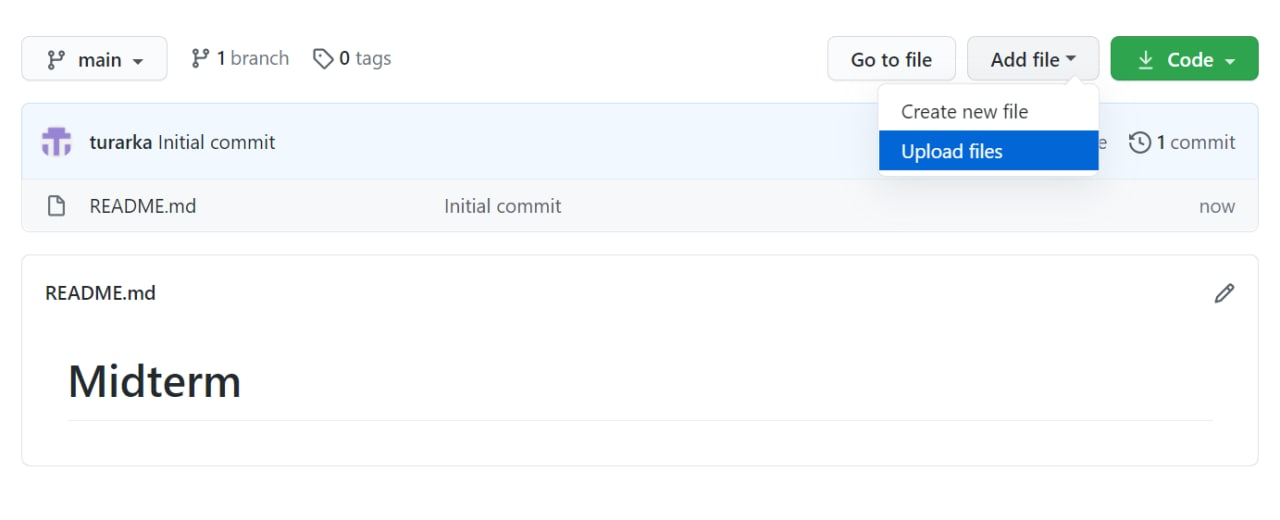 main 1 branch 0 tags Go to file Add file Code
Create new file
turarka Initial commit 1 commit
Upload files
README.md Initial commit now
README.md
Midterm